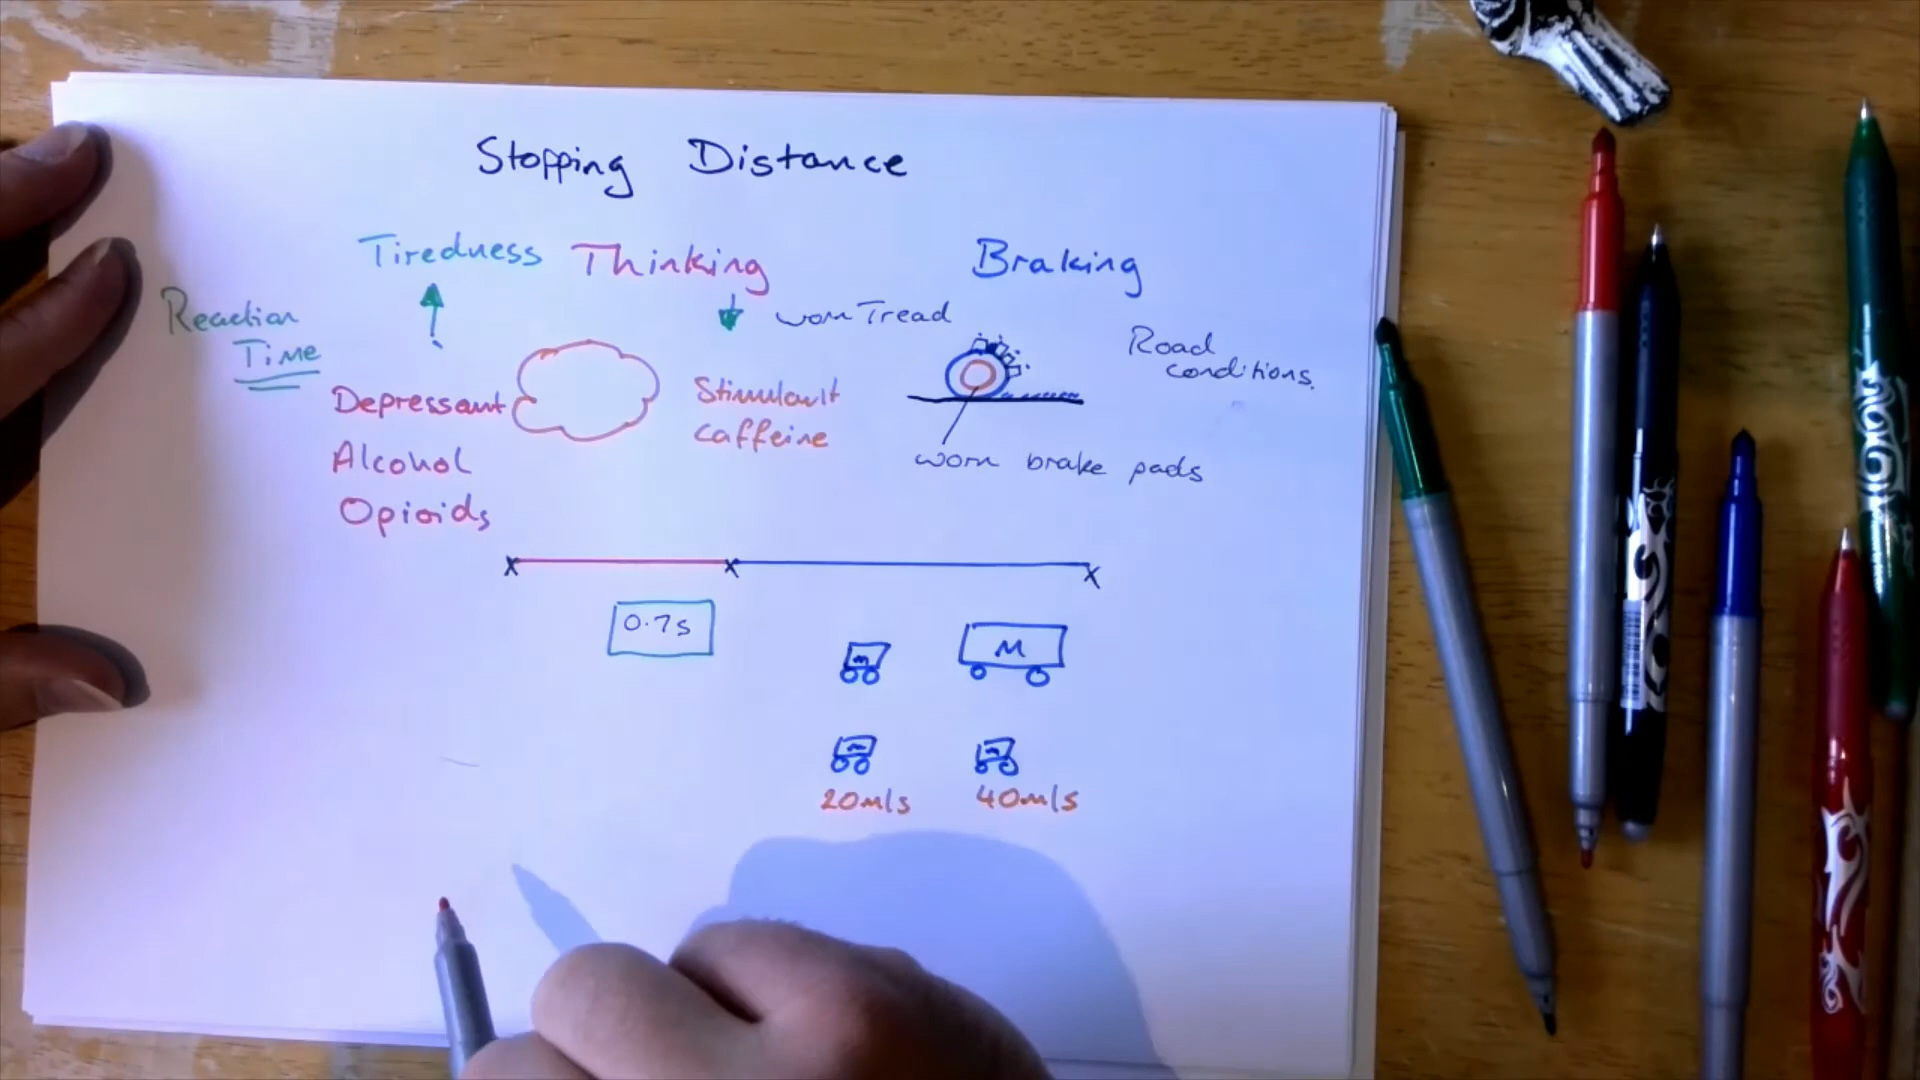 Stopping Distance
Tiredness Thinking Braking
Reaction
Time
worn Tread
Road
conditions.
Depressant
Alcohol
Opioids
Stimulant
caffeine
worn brake pads
x x x
0.7s
m M
m m
20m/s 40m/s